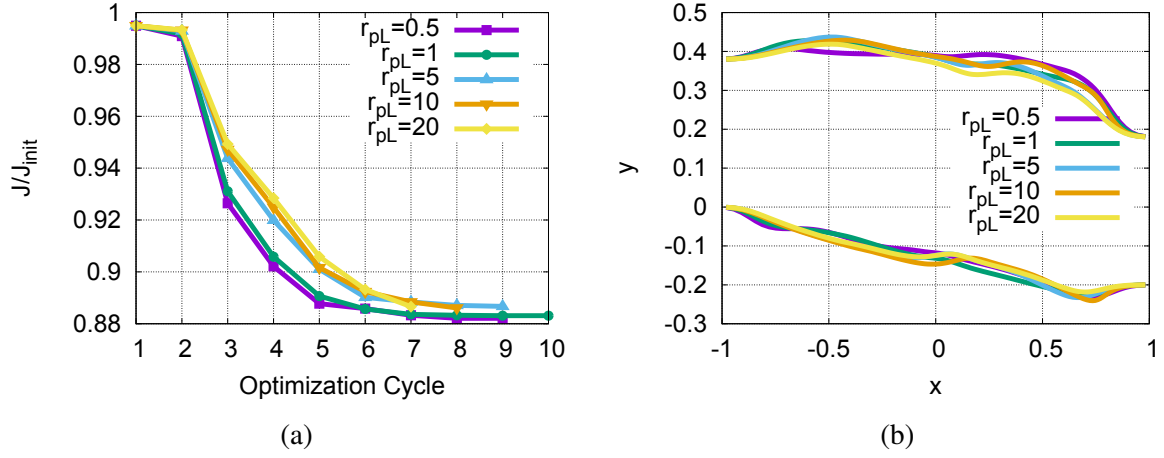 1
0.98
0.96
0.94
0.92
0.9
0.88
J/J_init
r_pL=0.5
r_pL=1
r_pL=5
r_pL=10
r_pL=20
1 2 3 4 5 6 7 8 9 10
Optimization Cycle
(a)
0.5
0.4
0.3
0.2
0.1
0
-0.1
-0.2
-0.3
y
r_pL=0.5
r_pL=1
r_pL=5
r_pL=10
r_pL=20
-1 -0.5 0 0.5 1
x
(b)